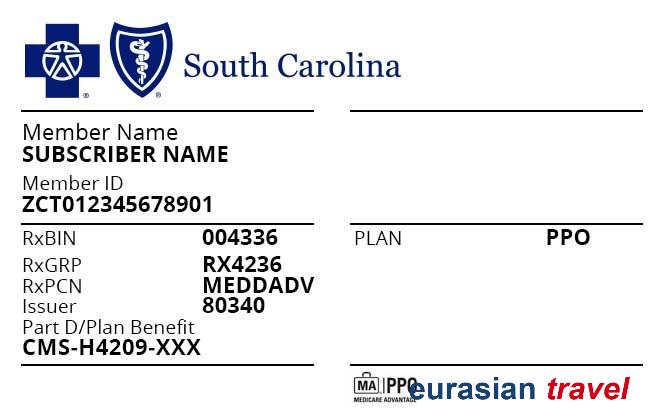 South Carolina
Member Name
SUBSCRIBER NAME
Member ID
ZCT012345678901
RxBIN 004336
PLAN PPO
RxGRP RX4236
RxPCN MEDDADV
Issuer 80340
Part D/Plan Benefit
CMS-H4209-XXX
MA PPO
MEDICARE ADVANTAGE
eurasian travel